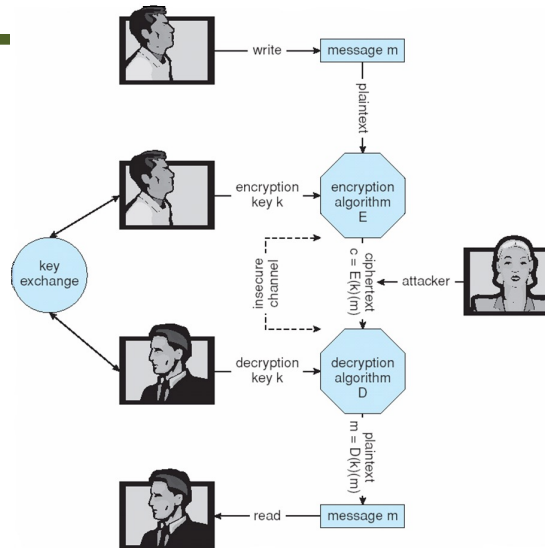 write
message m
plaintext
encryption
key k
encryption
algorithm
E
key
exchange
insecure
channel
ciphertext
c = E(k)(m)
attacker
decryption
key k
decryption
algorithm
D
plaintext
m = D(k)(m)
read
message m